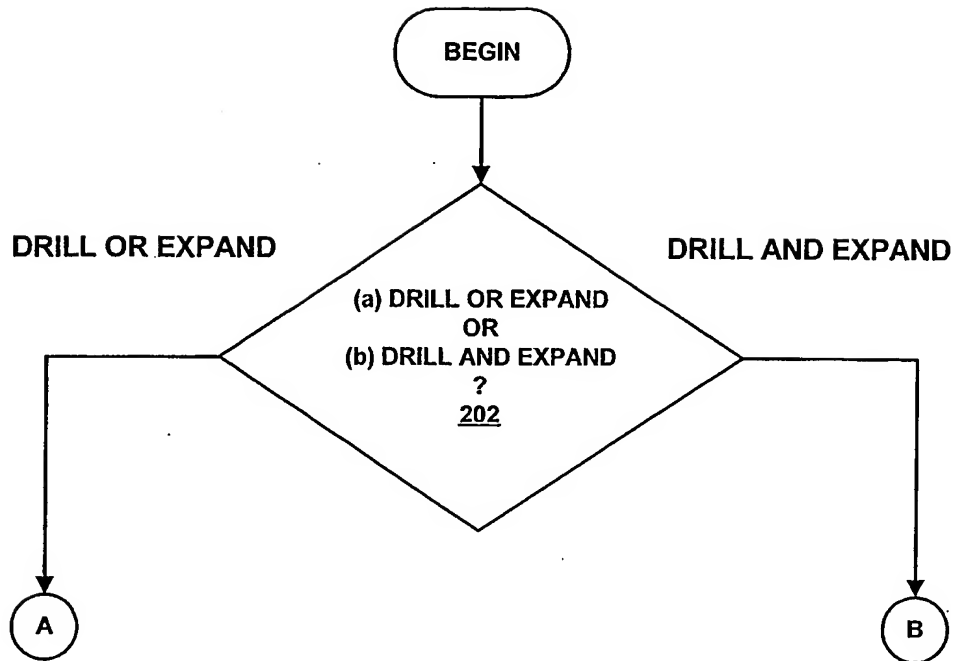 BEGIN
DRILL OR EXPAND
DRILL AND EXPAND
(a) DRILL OR EXPAND
OR
(b) DRILL AND EXPAND
?
202
A
B